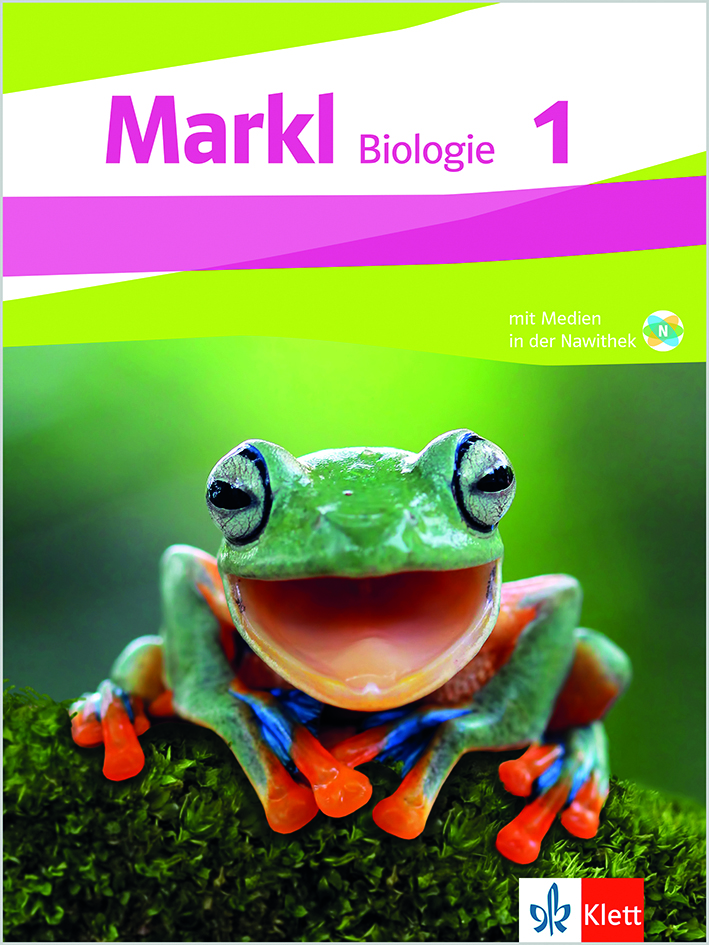 Markl Biologie 1
mit Medien
in der Nawithek N
Klett